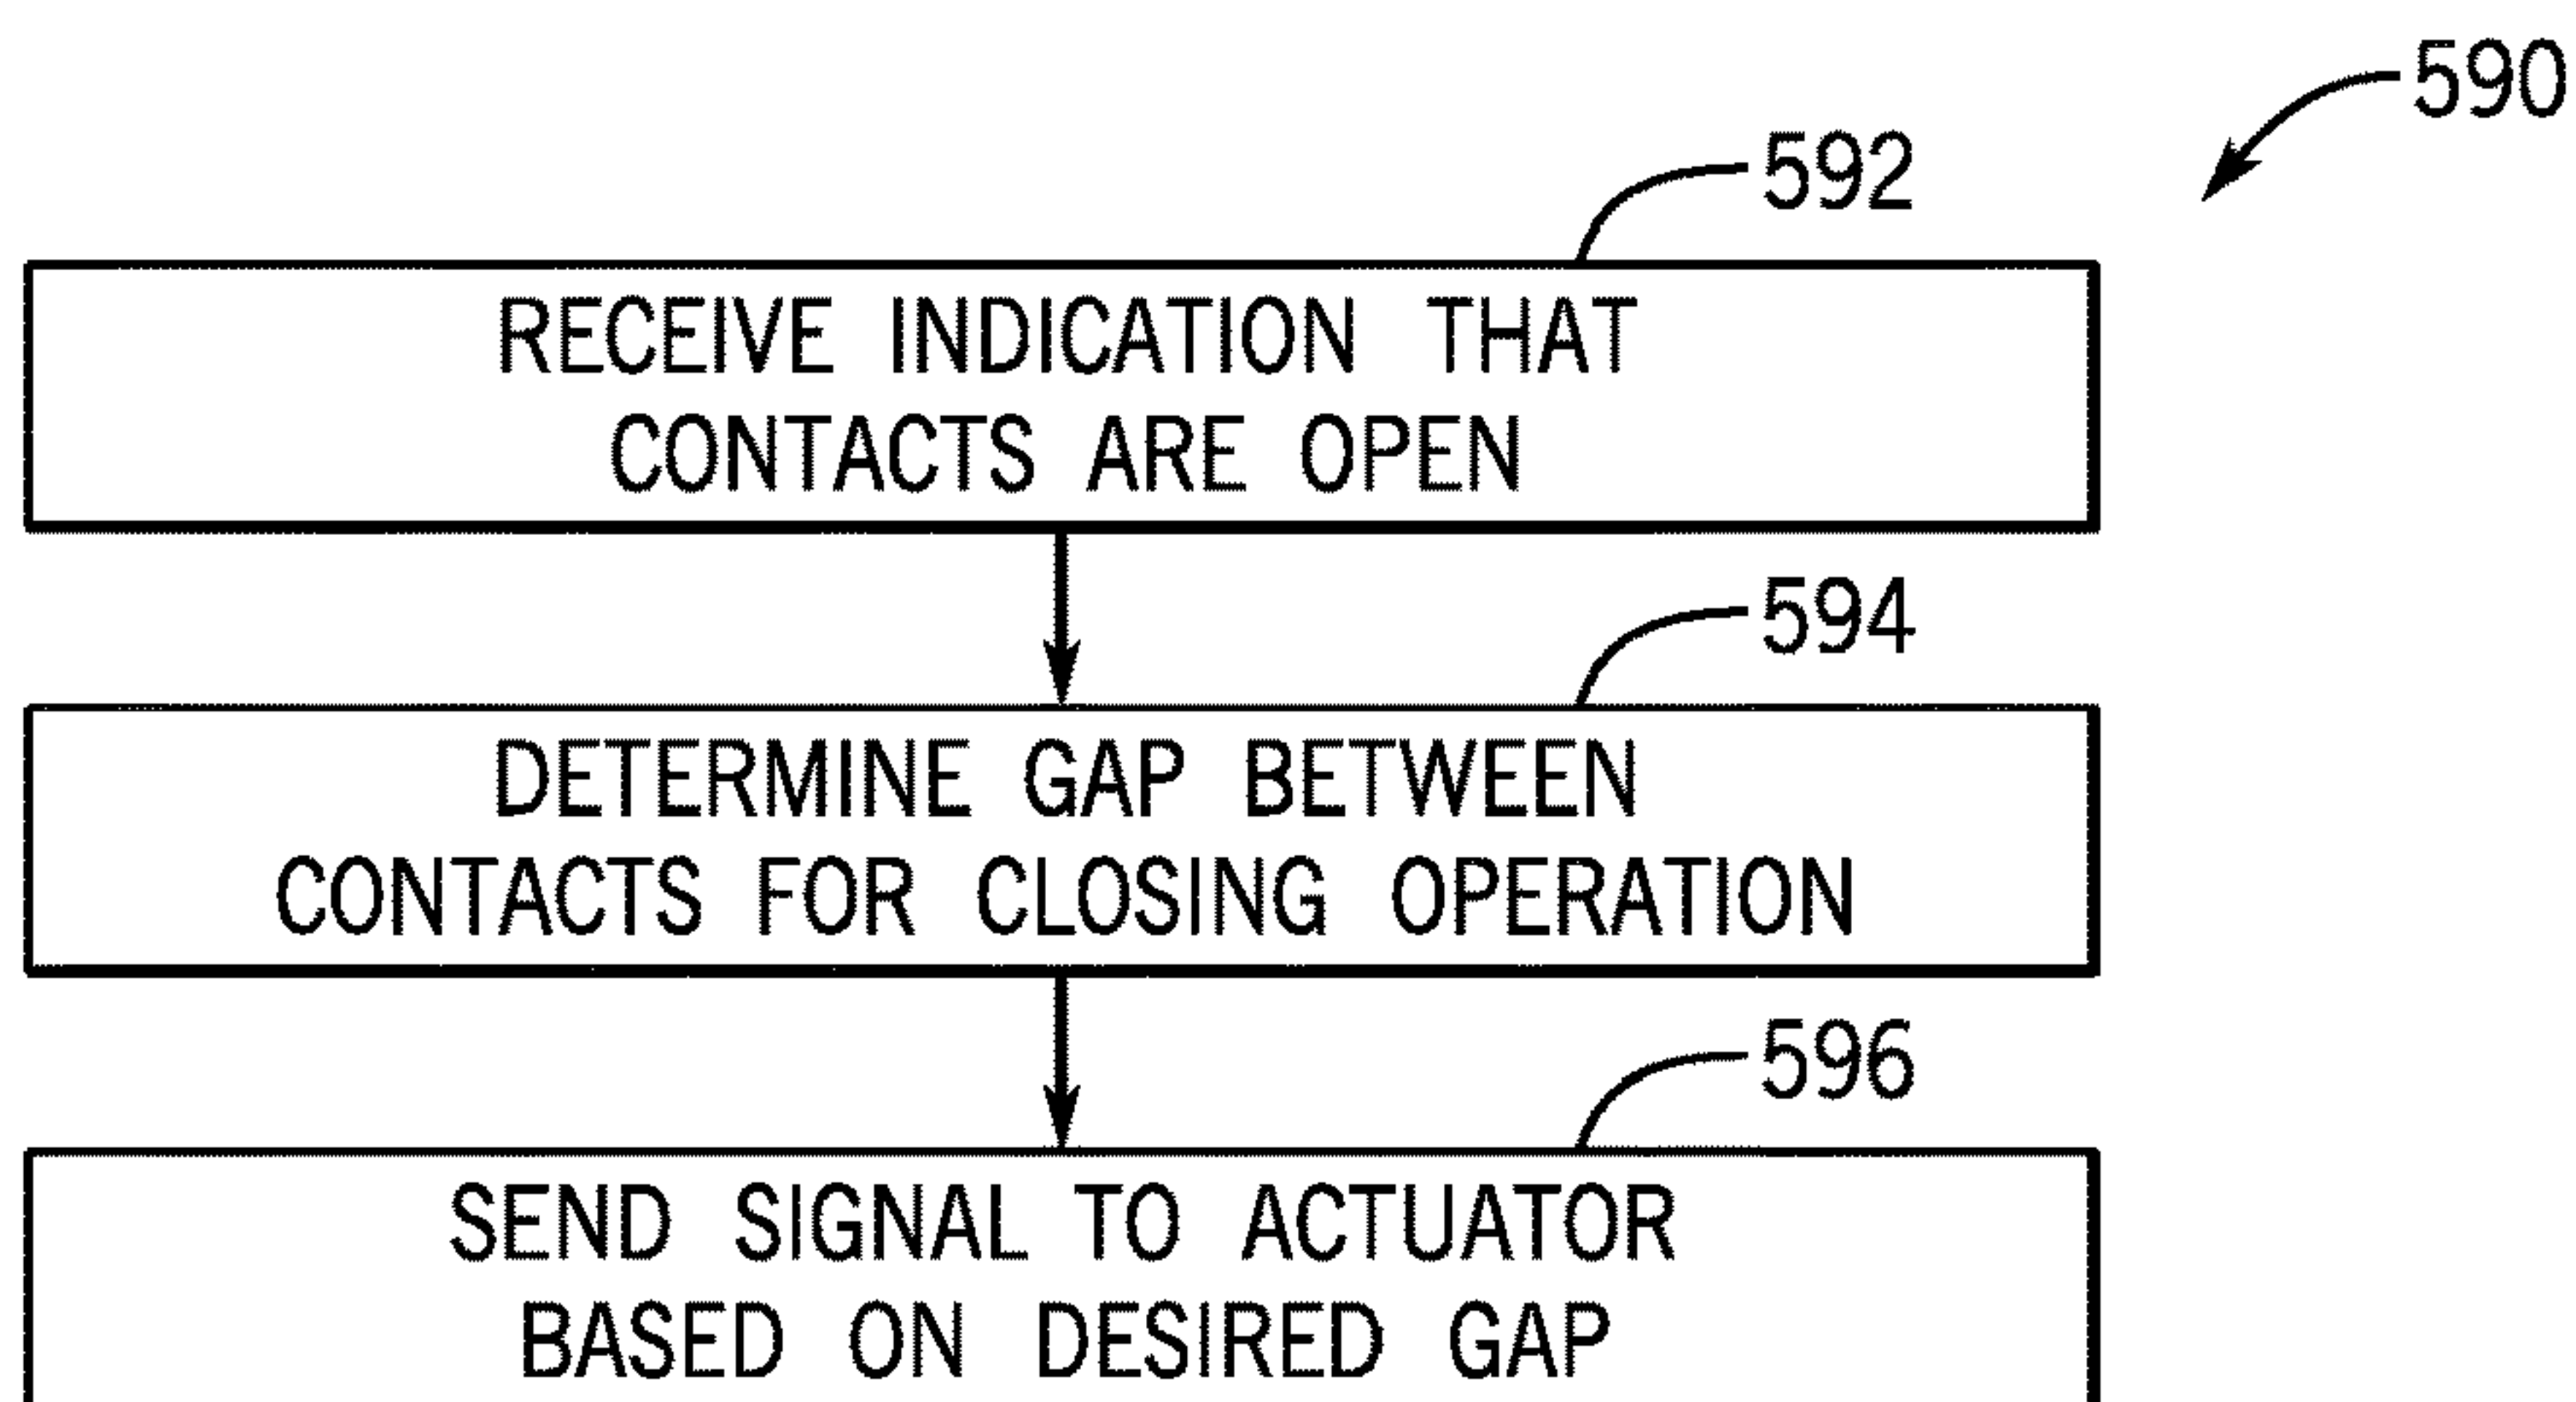 590
592
RECEIVE INDICATION THAT
CONTACTS ARE OPEN
594
DETERMINE GAP BETWEEN
CONTACTS FOR CLOSING OPERATION
596
SEND SIGNAL TO ACTUATOR
BASED ON DESIRED GAP